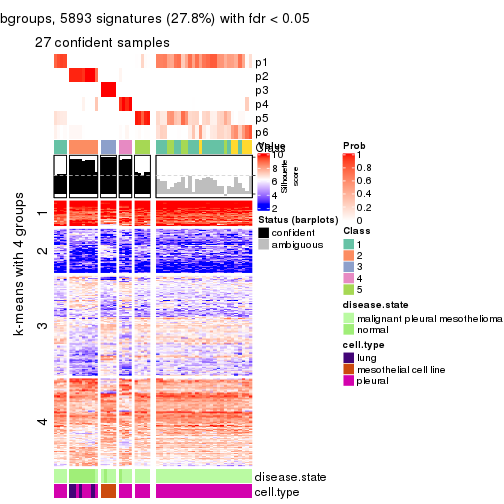 bgroups, 5893 signatures (27.8%) with fdr < 0.05
27 confident samples
p1
p2
p3
p4
p5
p6
Class
Value
10
8
6
4
2
Silhouette
score
Prob
1
0.8
0.6
0.4
0.2
0
Status (barplots)
confident
ambiguous
Class
1
2
3
4
5
disease.state
malignant pleural mesothelioma
normal
cell.type
lung
mesothelial cell line
pleural
k-means with 4 groups
1
2
3
4
disease.state
cell.type